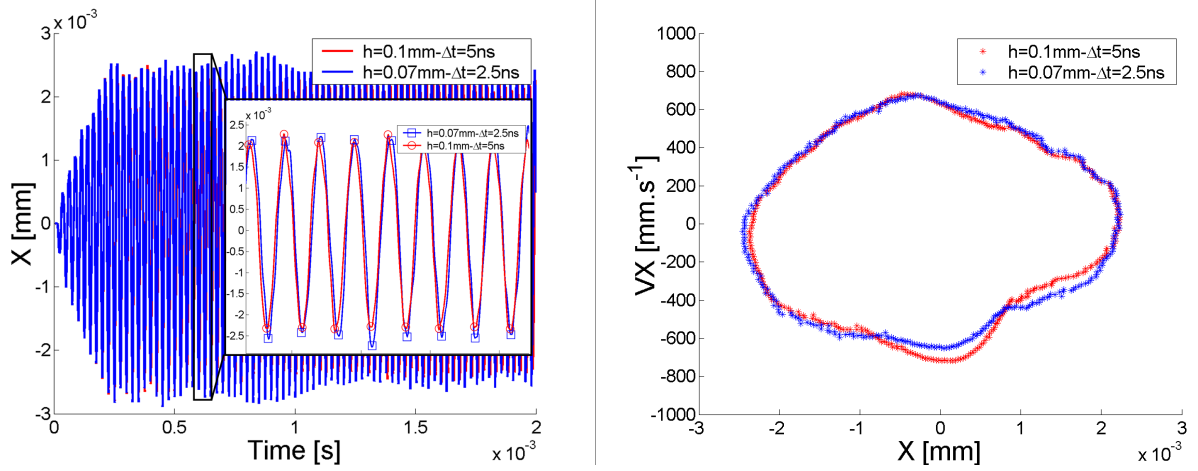 x 10⁻³
3
2
1
0
-1
-2
-3
X [mm]
0
0.5
1
1.5
2
Time [s]
x 10⁻³
h=0.1mm-Δt=5ns
h=0.07mm-Δt=2.5ns
x 10⁻³
2.5
2
1.5
1
0.5
0
-0.5
-1
-1.5
-2
-2.5
h=0.07mm-Δt=2.5ns
h=0.1mm-Δt=5ns
1000
800
600
400
200
0
-200
-400
-600
-800
-1000
VX [mm.s⁻¹]
-3
-2
-1
0
1
2
3
X [mm]
x 10⁻³
h=0.1mm-Δt=5ns
h=0.07mm-Δt=2.5ns